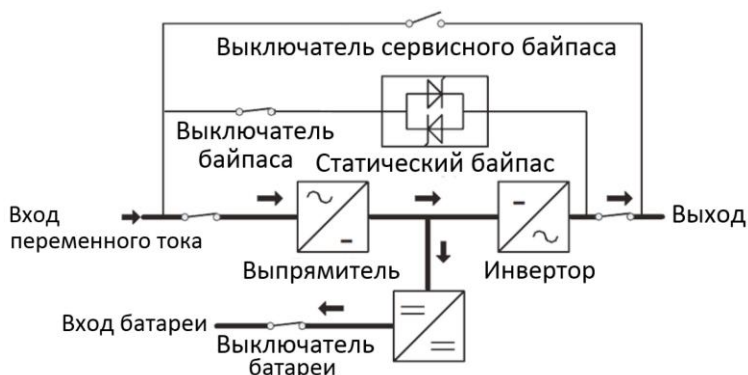 Выключатель сервисного байпаса
Выключатель
байпаса
Статический байпас
Вход
переменного тока
Выход
Выпрямитель
Инвертор
Вход батареи
Выключатель
батареи